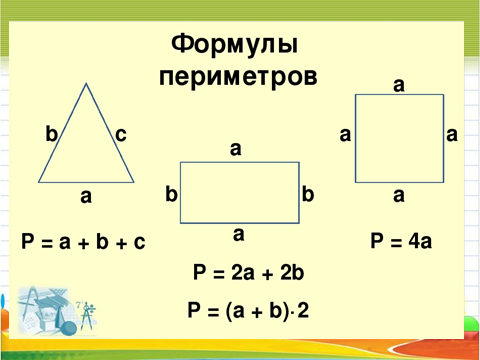 Формулы
периметров
b
c
a
P = a + b + c
a
b
b
a
P = 2a + 2b
P = (a + b)·2
a
a
a
a
P = 4a